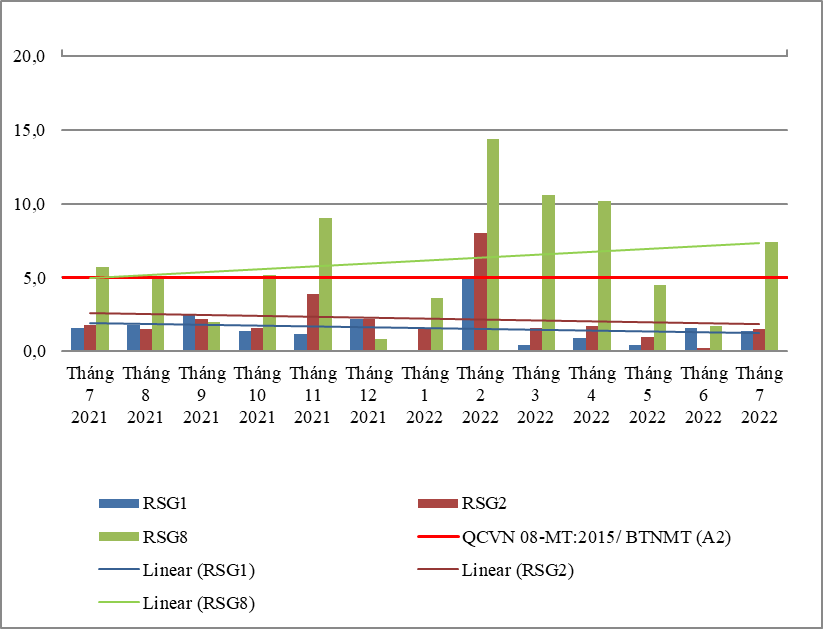 20,0
15,0
10,0
5,0
0,0
Tháng Tháng Tháng Tháng Tháng Tháng Tháng Tháng Tháng Tháng Tháng Tháng Tháng
7 8 9 10 11 12 1 2 3 4 5 6 7
2021 2021 2021 2021 2021 2021 2022 2022 2022 2022 2022 2022 2022
RSG1 RSG2
RSG8 QCVN 08-MT:2015/ BTNMT (A2)
Linear (RSG1) Linear (RSG2)
Linear (RSG8)